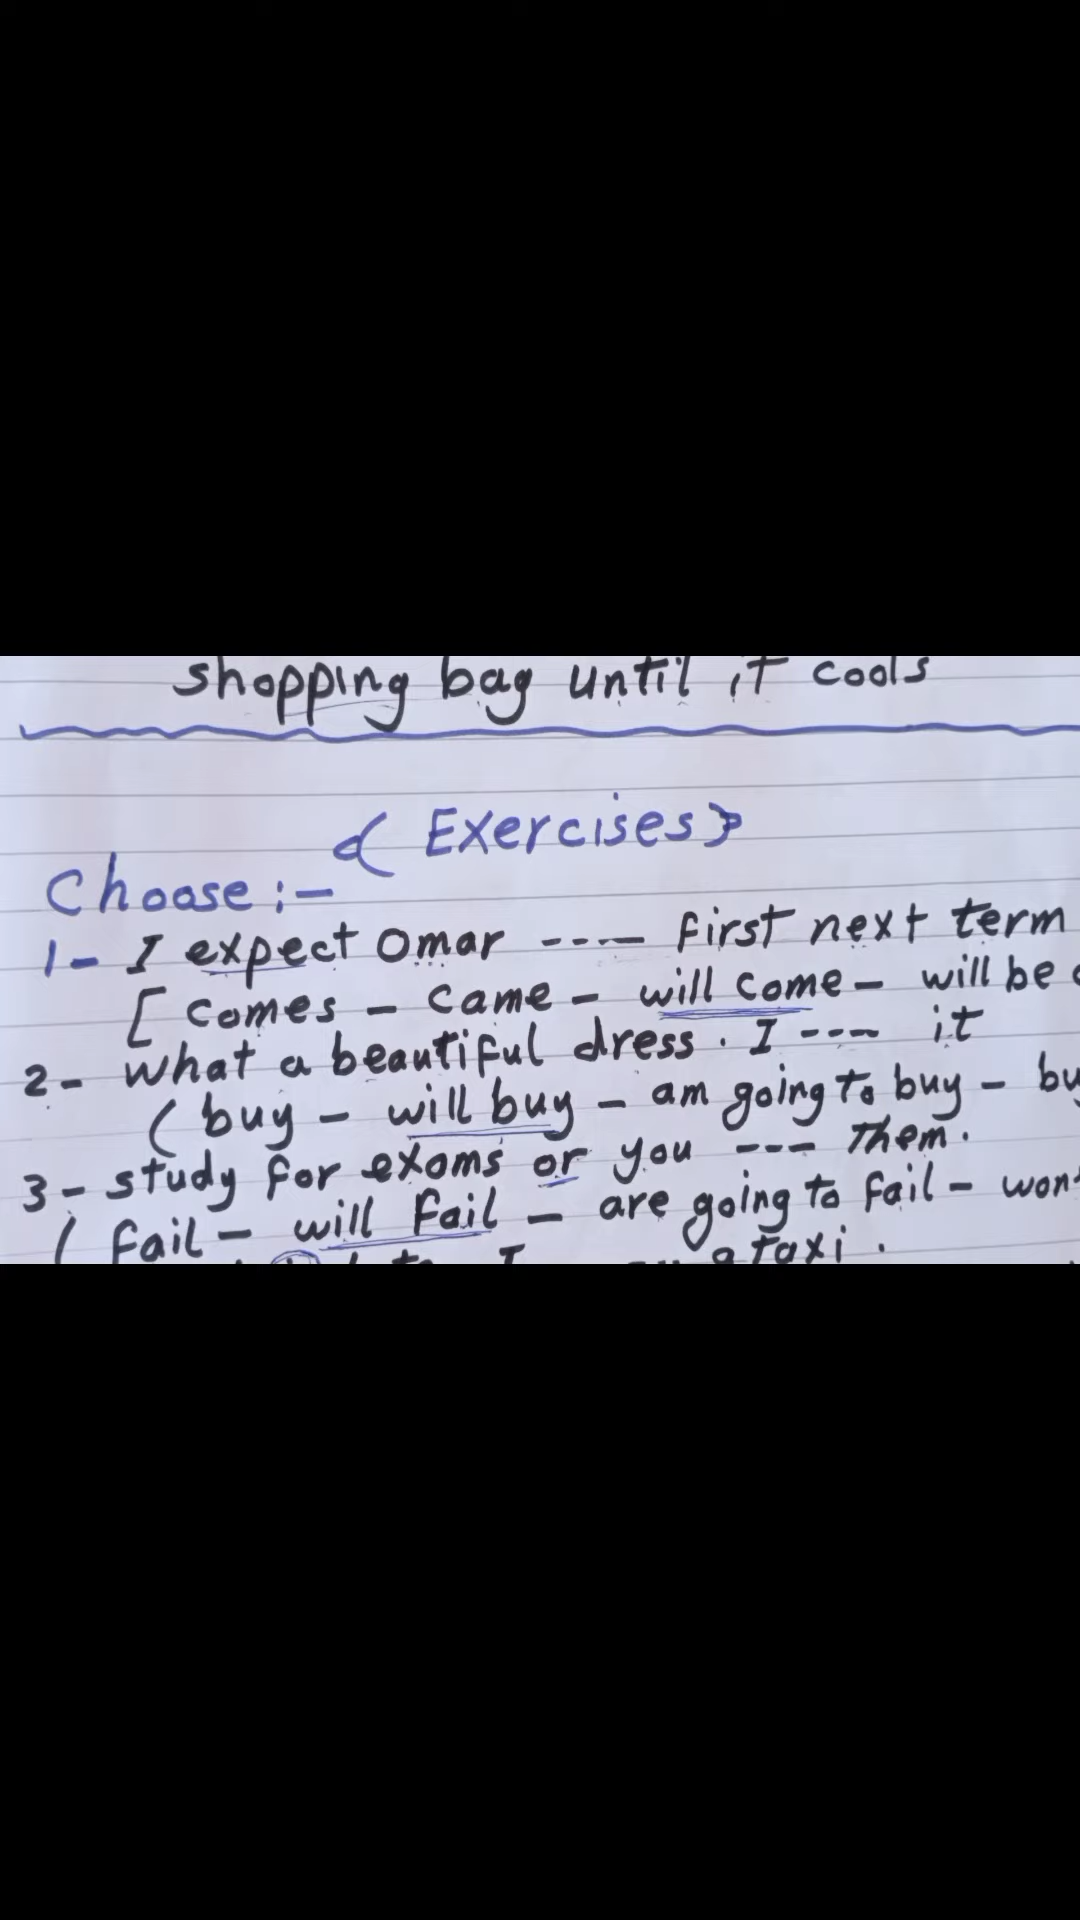 shopping bag until it cools
( Exercises )
Choose :-
1- I expect Omar ---- first next term
[ comes - came - will come - will be
2- what a beautiful dress. I --- it
( buy - will buy - am going to buy -
3- study for exams or you --- them.
( fail - will fail - are going to fail -
I a taxi.